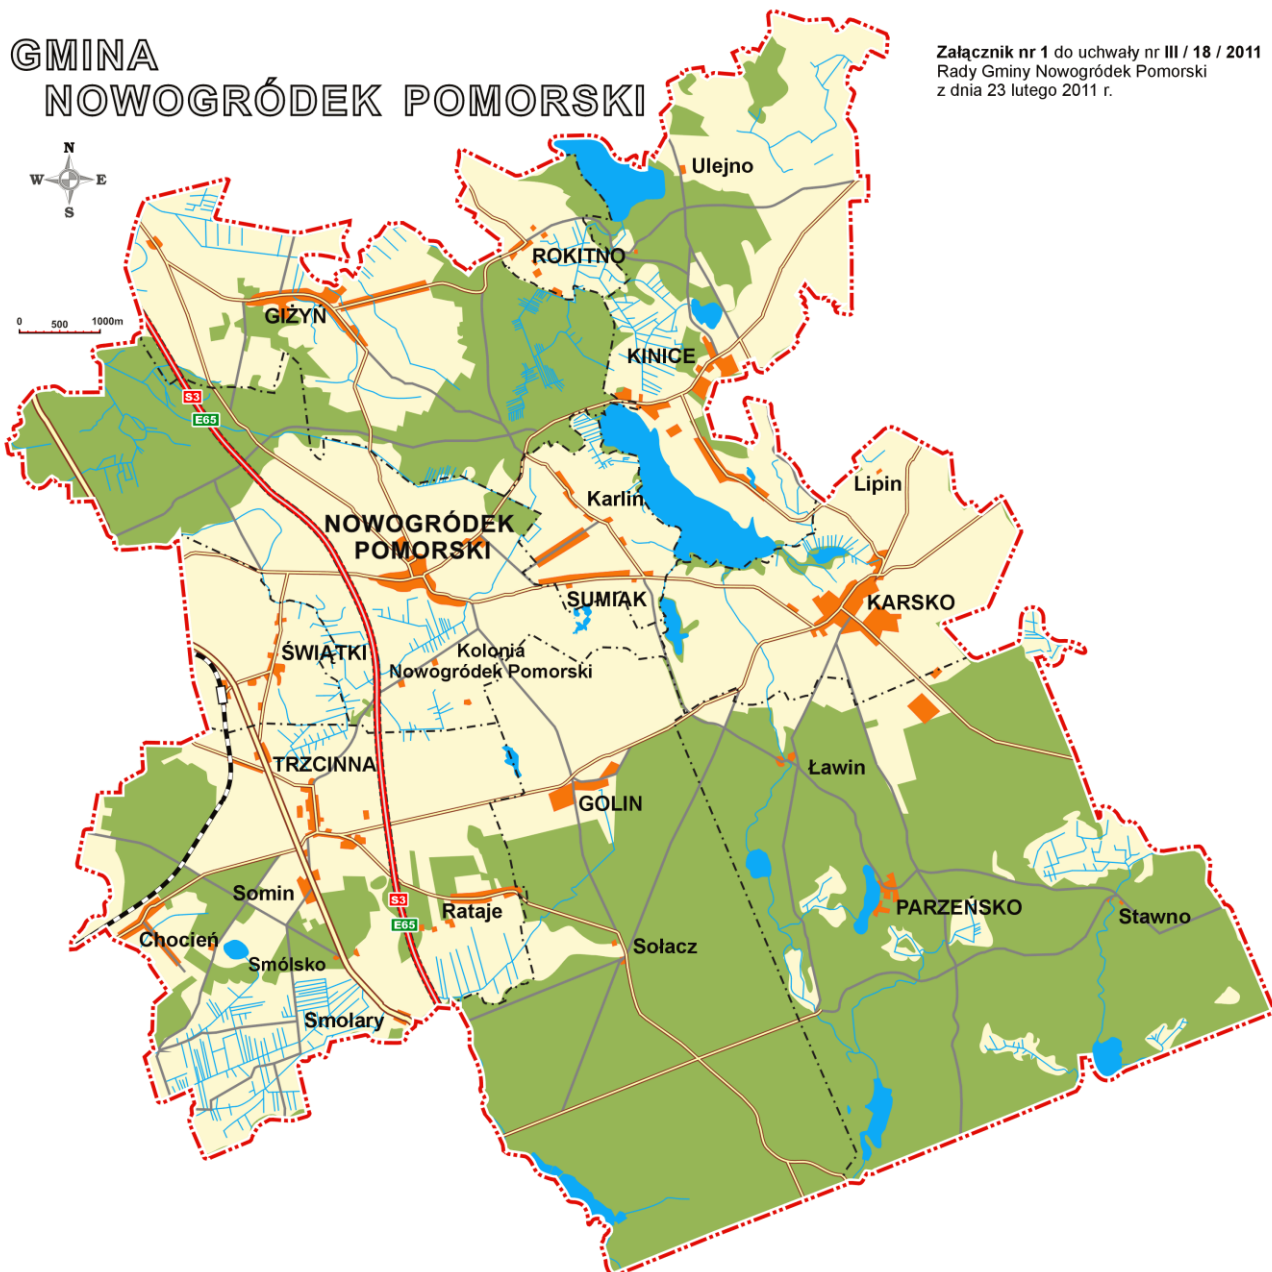 GMINA
NOWOGRÓDEK POMORSKI
Załącznik nr 1 do uchwały nr III / 18 / 2011
Rady Gminy Nowogródek Pomorski
z dnia 23 lutego 2011 r.
N
W E
S
Ulejno
ROKITNO
0 500 1000m
GIŻYŃ
KINICE
S3
E65
Lipin
Karlin
NOWOGRÓDEK
POMORSKI
SUMIAK
KARSKO
ŚWIĄTKI
Kolonia
Nowogródek Pomorski
TRZCINNA
Ławin
GOLIN
Somin
S3
Rataje
PARZEŃSKO
Stawno
E65
Chocień
Sołacz
Smólsko
Smolary